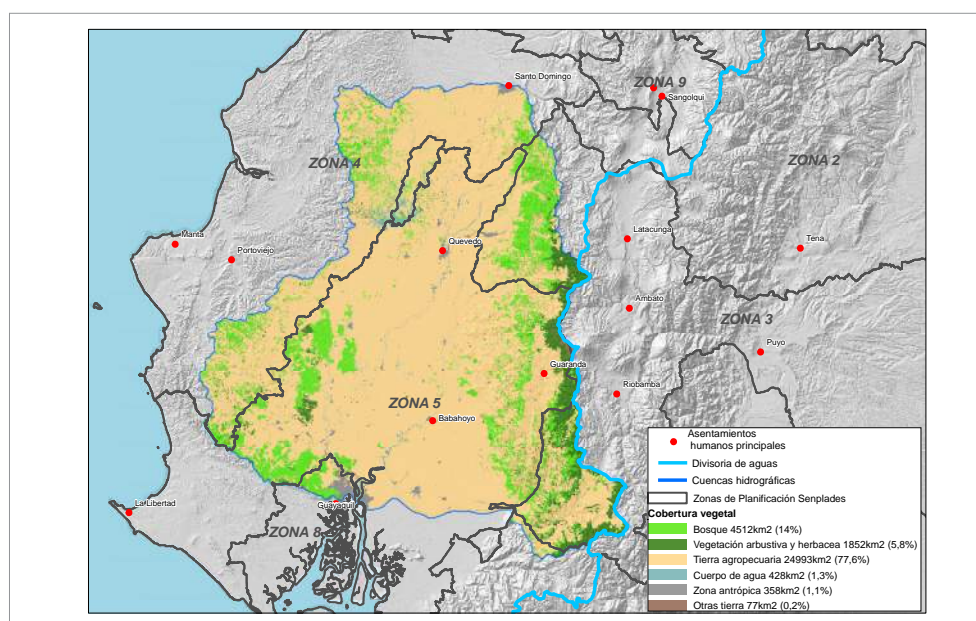 Santo Domingo
ZONA 9
Sangolqui
ZONA 4
ZONA 2
Manta
Portoviejo
Quevedo
Latacunga
Tena
Ambato
ZONA 3
Puyo
Guaranda
Riobamba
ZONA 5
Babahoyo
La Libertad
Guayaquil
ZONA 8
Asentamientos
humanos principales
Divisoria de aguas
Cuencas hidrográficas
Zonas de Planificación Senplades
Cobertura vegetal
Bosque 4512km2 (14%)
Vegetación arbustiva y herbacea 1852km2 (5,8%)
Tierra agropecuaria 24993km2 (77,6%)
Cuerpo de agua 428km2 (1,3%)
Zona antrópica 358km2 (1,1%)
Otras tierra 77km2 (0,2%)